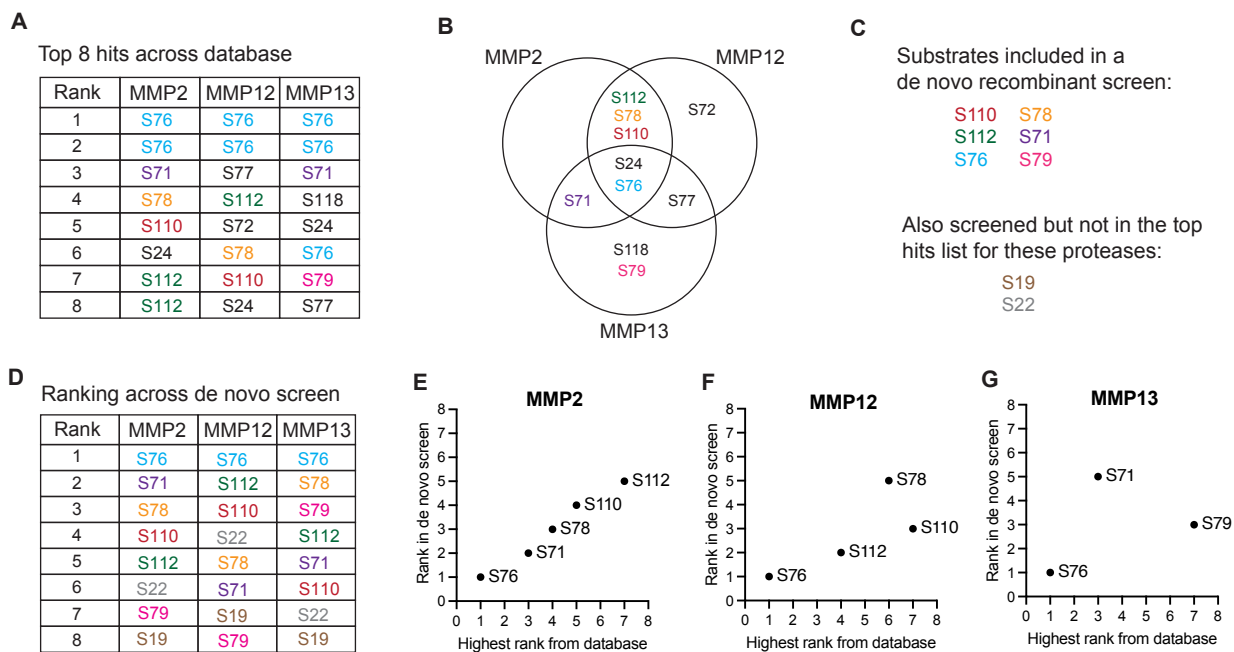 A
Top 8 hits across database
Rank MMP2 MMP12 MMP13
1 S76 S76 S76
2 S76 S76 S76
3 S71 S77 S71
4 S78 S112 S118
5 S110 S72 S24
6 S24 S78 S76
7 S112 S110 S79
8 S112 S24 S77
B
MMP2
MMP12
S112
S78
S110
S72
S24
S76
S71
S77
S118
S79
MMP13
C
Substrates included in a
de novo recombinant screen:
S110 S78
S112 S71
S76 S79
Also screened but not in the top
hits list for these proteases:
S19
S22
D
Ranking across de novo screen
Rank MMP2 MMP12 MMP13
1 S76 S76 S76
2 S71 S112 S78
3 S78 S110 S79
4 S110 S22 S112
5 S112 S78 S71
6 S22 S71 S110
7 S79 S19 S22
8 S19 S79 S19
E
MMP2
Rank in de novo screen
8
7
6
5
4
3
2
1
0
S112
S110
S78
S71
S76
0 1 2 3 4 5 6 7 8
Highest rank from database
F
MMP12
Rank in de novo screen
8
7
6
5
4
3
2
1
0
S78
S110
S112
S76
0 1 2 3 4 5 6 7 8
Highest rank from database
G
MMP13
Rank in de novo screen
8
7
6
5
4
3
2
1
0
S71
S79
S76
0 1 2 3 4 5 6 7 8
Highest rank from database